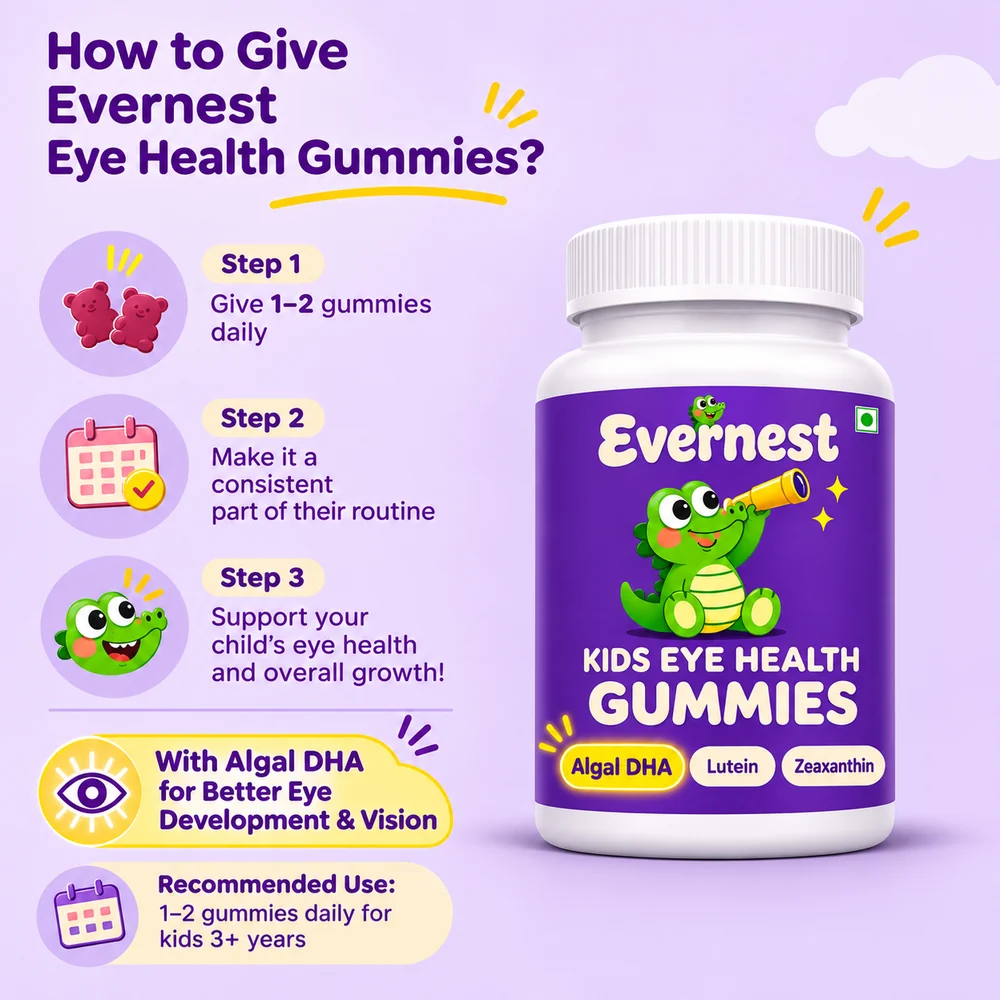 How to Give
Evernest
Eye Health Gummies?
Step 1
Give 1–2 gummies
daily
Step 2
Make it a
consistent
part of their routine
Step 3
Support your
child's eye health
and overall growth!
With Algal DHA
for Better Eye
Development & Vision
Recommended Use:
1–2 gummies daily for
kids 3+ years
Evernest
KIDS EYE HEALTH
GUMMIES
Algal DHA
Lutein
Zeaxanthin